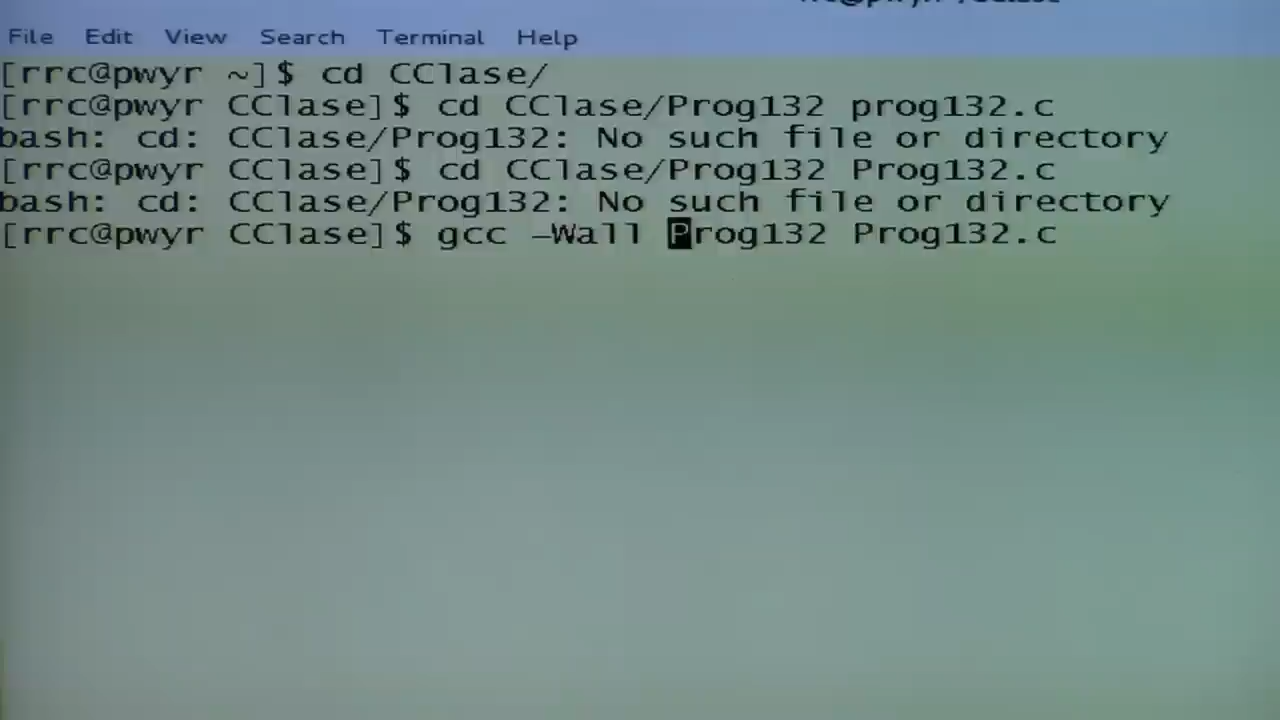 File Edit View Search Terminal Help
[rrc@pwyr ~]$ cd CClase/
[rrc@pwyr CClase]$ cd CClase/Prog132 prog132.c
bash: cd: CClase/Prog132: No such file or directory
[rrc@pwyr CClase]$ cd CClase/Prog132 Prog132.c
bash: cd: CClase/Prog132: No such file or directory
[rrc@pwyr CClase]$ gcc –Wall Prog132 Prog132.c